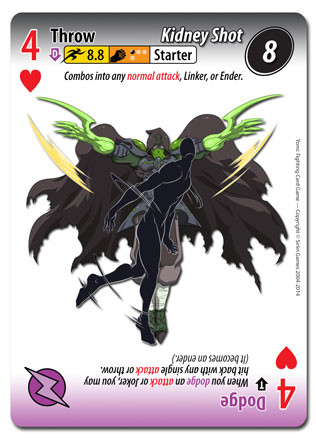 4 Throw Kidney Shot 8
D 8.8 Starter
Combos into any normal attack, Linker, or Ender.
Yomi Fighting Card Game — Copyright © Sirlin Games 2004-2014
4 Dodge
When you dodge an attack or Joker, you may
hit back with any single attack or throw.
(It becomes an ender.)